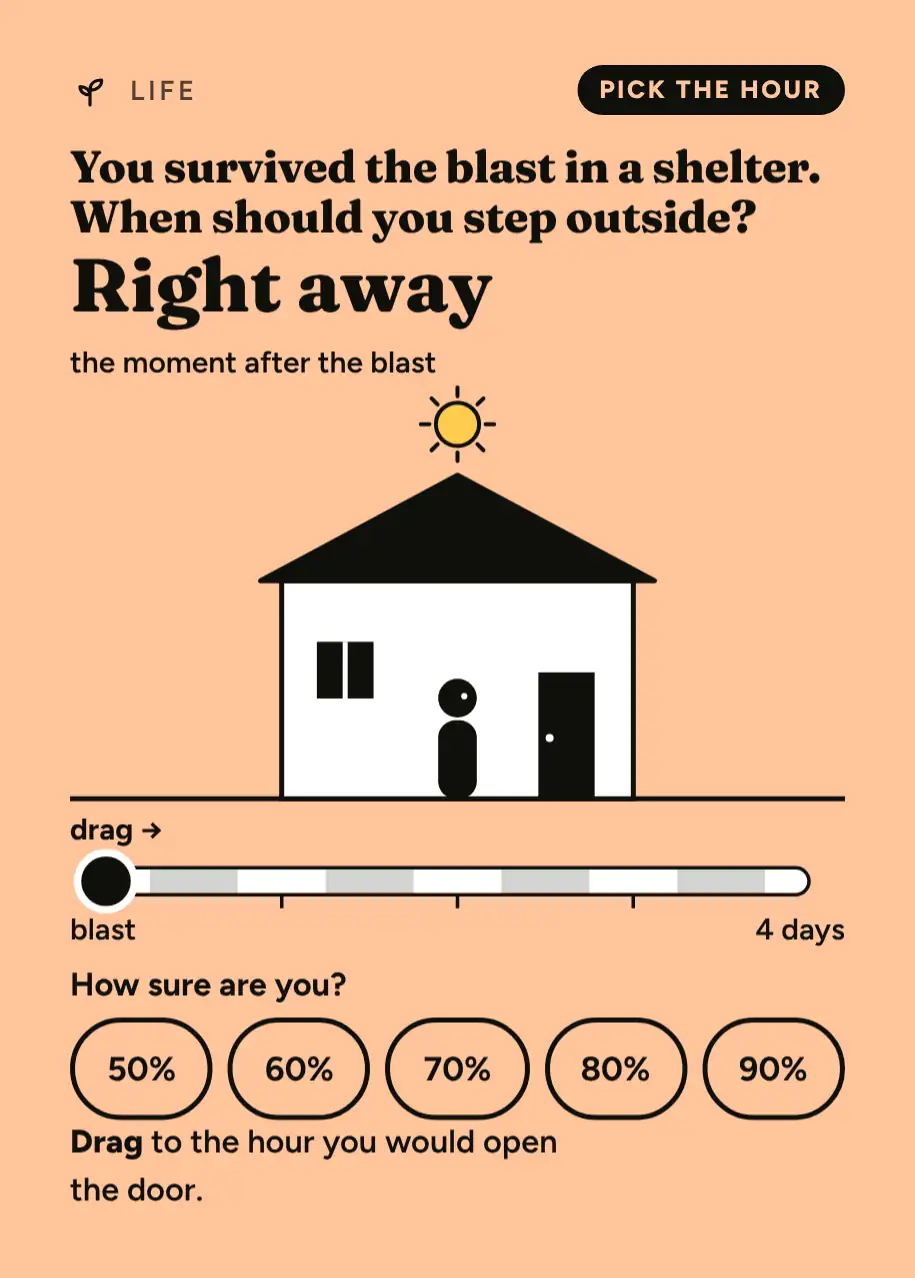 LIFE
PICK THE HOUR
You survived the blast in a shelter.
When should you step outside?
Right away
the moment after the blast
drag →
blast
4 days
How sure are you?
50%
60%
70%
80%
90%
Drag to the hour you would open
the door.